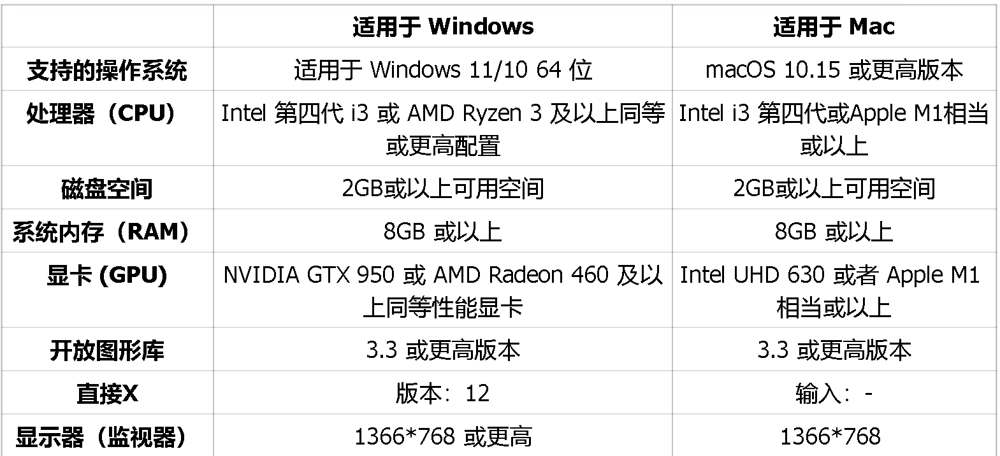 适用于 Windows 适用于 Mac
支持的操作系统 适用于 Windows 11/10 64 位 macOS 10.15 或更高版本
处理器（CPU） Intel 第四代 i3 或 AMD Ryzen 3 及以上同等 Intel i3 第四代或Apple M1相当
或更高配置 或以上
磁盘空间 2GB或以上可用空间 2GB或以上可用空间
系统内存（RAM） 8GB 或以上 8GB 或以上
显卡 (GPU) NVIDIA GTX 950 或 AMD Radeon 460 及以 Intel UHD 630 或者 Apple M1
上同等性能显卡 相当或以上
开放图形库 3.3 或更高版本 3.3 或更高版本
直接X 版本：12 输入：-
显示器（监视器） 1366*768 或更高 1366*768